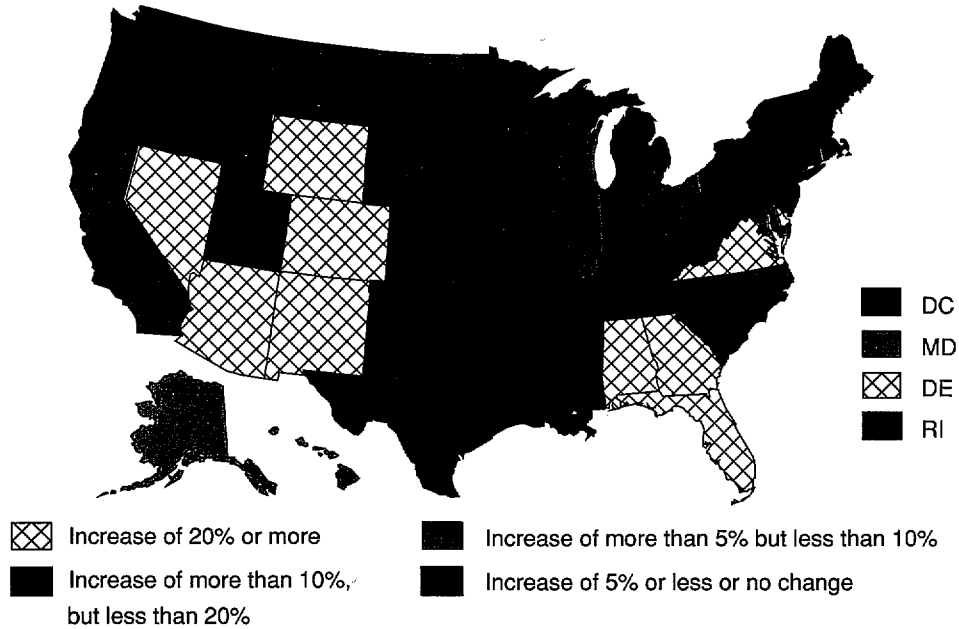 DC
MD
DE
RI
Increase of 20% or more
Increase of more than 5% but less than 10%
Increase of more than 10%,
but less than 20%
Increase of 5% or less or no change